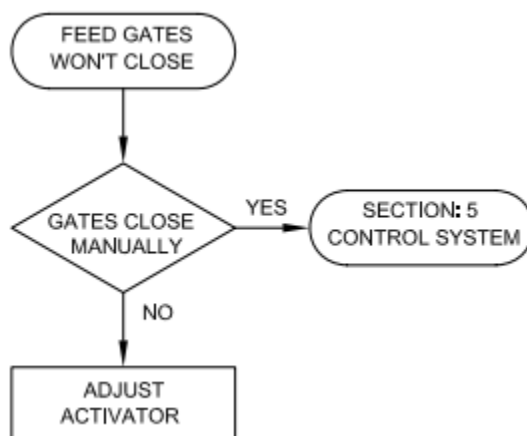 FEED GATES
WON'T CLOSE
GATES CLOSE
MANUALLY
YES
SECTION: 5
CONTROL SYSTEM
NO
ADJUST
ACTIVATOR